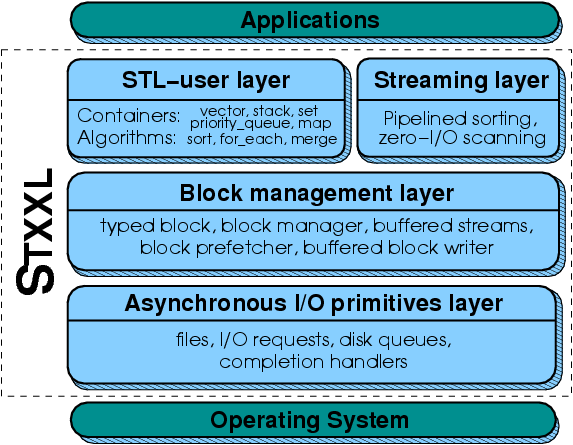 Applications
STXXL
STL-user layer
Containers: vector, stack, set
priority_queue, map
Algorithms: sort, for_each, merge
Streaming layer
Pipelined sorting,
zero-I/O scanning
Block management layer
typed block, block manager, buffered streams,
block prefetcher, buffered block writer
Asynchronous I/O primitives layer
files, I/O requests, disk queues,
completion handlers
Operating System